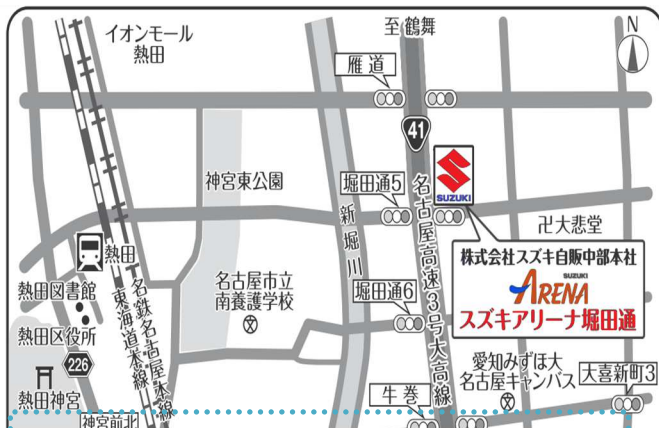 イオンモール
熱田
至鶴舞
N
雁道
41
神宮東公園
堀田通5
SUZUKI
新堀川
名古屋高速3号大高線
卍大悲堂
株式会社スズキ自販中部本社
SUZUKI
ARENA
スズキアリーナ堀田通
熱田
熱田図書館
名古屋市立
南養護学校
文
堀田通6
熱田区役所
226
東海道本線
名鉄名古屋本線
愛知みずほ大
名古屋キャンパス
文
大喜新町3
熱田神宮
牛巻
神宮前北